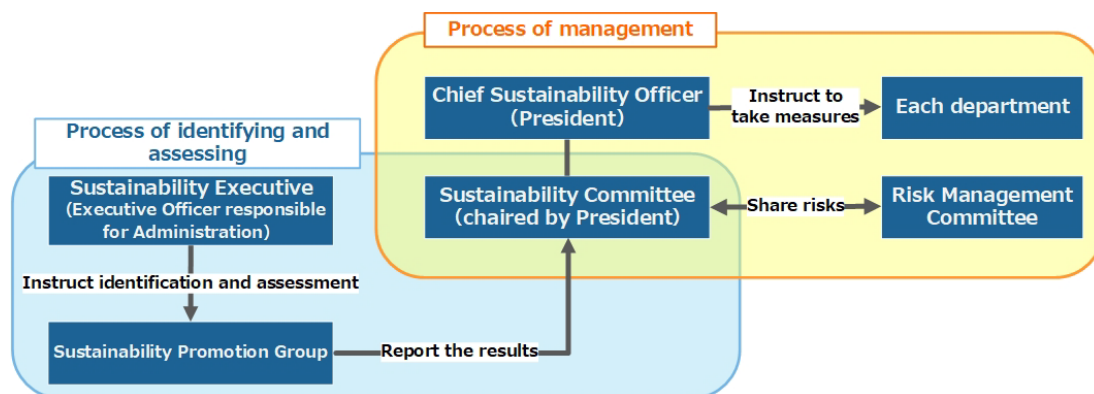 Process of management
Chief Sustainability Officer
(President)
Instruct to
take measures
Each department
Process of identifying and
assessing
Sustainability Executive
(Executive Officer responsible
for Administration)
Sustainability Committee
(chaired by President)
Share risks
Risk Management
Committee
Instruct identification and assessment
Sustainability Promotion Group
Report the results